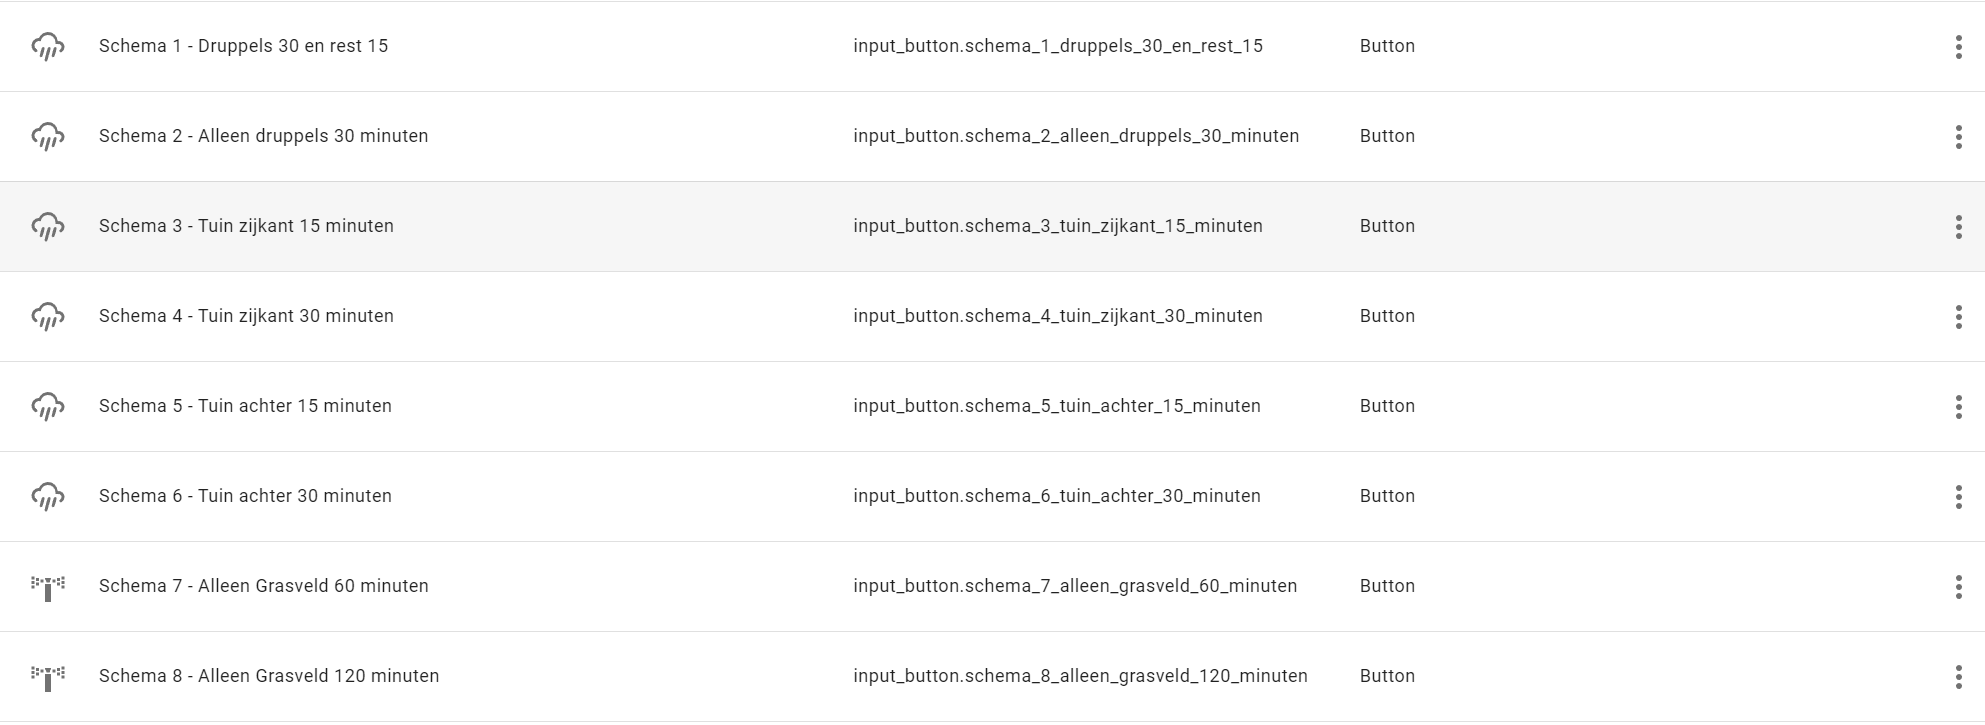 Schema 1 - Druppels 30 en rest 15 input_button.schema_1_druppels_30_en_rest_15 Button
Schema 2 - Alleen druppels 30 minuten input_button.schema_2_alleen_druppels_30_minuten Button
Schema 3 - Tuin zijkant 15 minuten input_button.schema_3_tuin_zijkant_15_minuten Button
Schema 4 - Tuin zijkant 30 minuten input_button.schema_4_tuin_zijkant_30_minuten Button
Schema 5 - Tuin achter 15 minuten input_button.schema_5_tuin_achter_15_minuten Button
Schema 6 - Tuin achter 30 minuten input_button.schema_6_tuin_achter_30_minuten Button
Schema 7 - Alleen Grasveld 60 minuten input_button.schema_7_alleen_grasveld_60_minuten Button
Schema 8 - Alleen Grasveld 120 minuten input_button.schema_8_alleen_grasveld_120_minuten Button